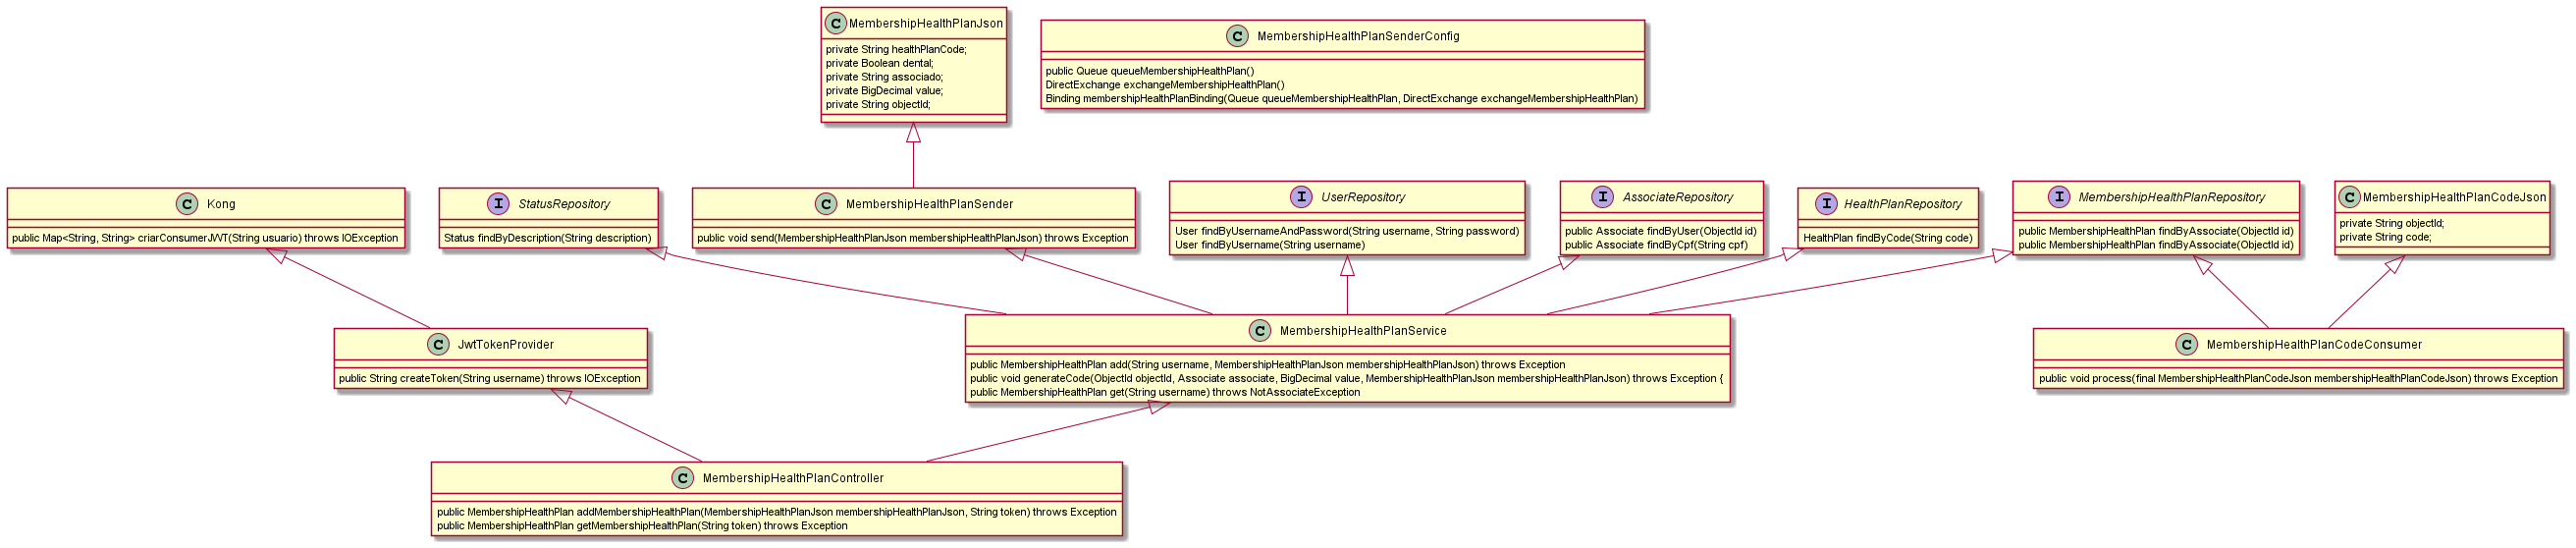 C MembershipHealthPlanJson
private String healthPlanCode;
private Boolean dental;
private String associado;
private BigDecimal value;
private String objectId;
C MembershipHealthPlanSenderConfig
public Queue queueMembershipHealthPlan()
DirectExchange exchangeMembershipHealthPlan()
Binding membershipHealthPlanBinding(Queue queueMembershipHealthPlan, DirectExchange exchangeMembershipHealthPlan)
C Kong
public Map<String, String> criarConsumerJWT(String usuario) throws IOException
I StatusRepository
Status findByDescription(String description)
C MembershipHealthPlanSender
public void send(MembershipHealthPlanJson membershipHealthPlanJson) throws Exception
I UserRepository
User findByUsernameAndPassword(String username, String password)
User findByUsername(String username)
I AssociateRepository
public Associate findByUser(ObjectId id)
public Associate findByCpf(String cpf)
I HealthPlanRepository
HealthPlan findByCode(String code)
I MembershipHealthPlanRepository
public MembershipHealthPlan findByAssociate(ObjectId id)
public MembershipHealthPlan findByAssociate(ObjectId id)
C MembershipHealthPlanCodeJson
private String objectId;
private String code;
C JwtTokenProvider
public String createToken(String username) throws IOException
C MembershipHealthPlanService
public MembershipHealthPlan add(String username, MembershipHealthPlanJson membershipHealthPlanJson) throws Exception
public void generateCode(ObjectId objectId, Associate associate, BigDecimal value, MembershipHealthPlanJson membershipHealthPlanJson) throws Exception {
public MembershipHealthPlan get(String username) throws NotAssociateException
C MembershipHealthPlanCodeConsumer
public void process(final MembershipHealthPlanCodeJson membershipHealthPlanCodeJson) throws Exception
C MembershipHealthPlanController
public MembershipHealthPlan addMembershipHealthPlan(MembershipHealthPlanJson membershipHealthPlanJson, String token) throws Exception
public MembershipHealthPlan getMembershipHealthPlan(String token) throws Exception